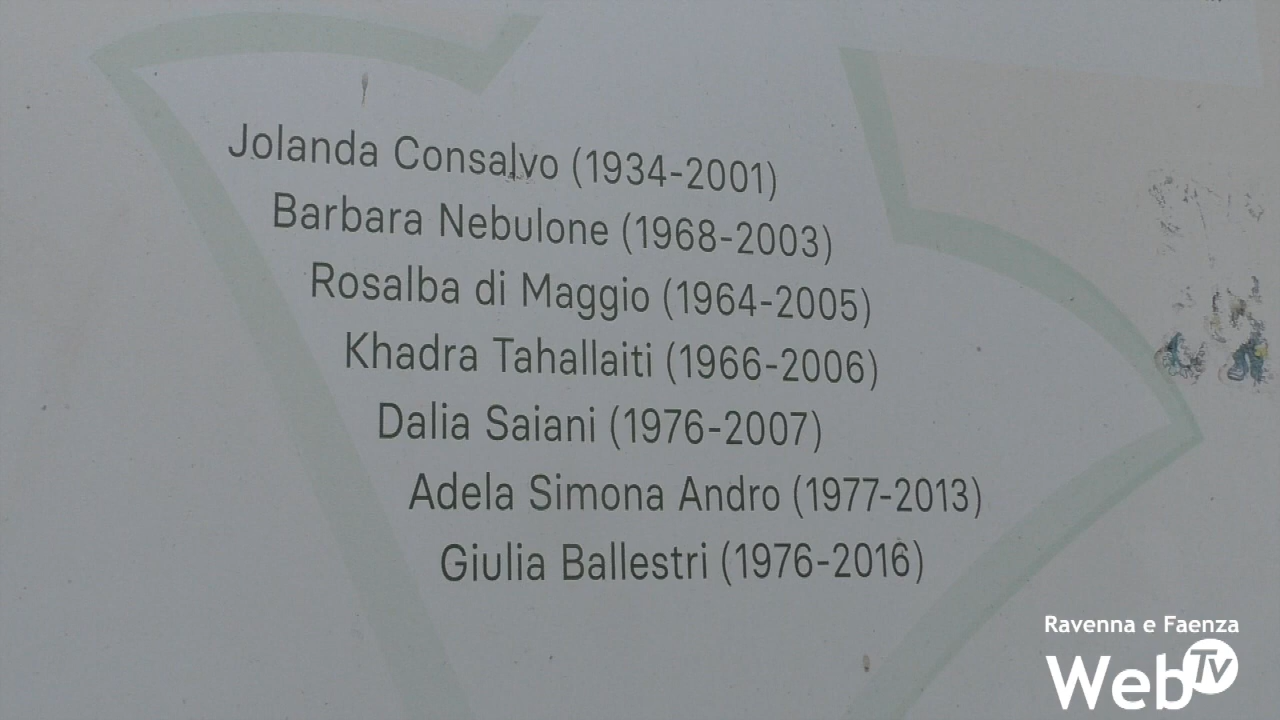 Jolanda Consalvo (1934-2001)
Barbara Nebulone (1968-2003)
Rosalba di Maggio (1964-2005)
Khadra Tahallaiti (1966-2006)
Dalia Saiani (1976-2007)
Adela Simona Andro (1977-2013)
Giulia Ballestri (1976-2016)
Ravenna e Faenza
WebTv